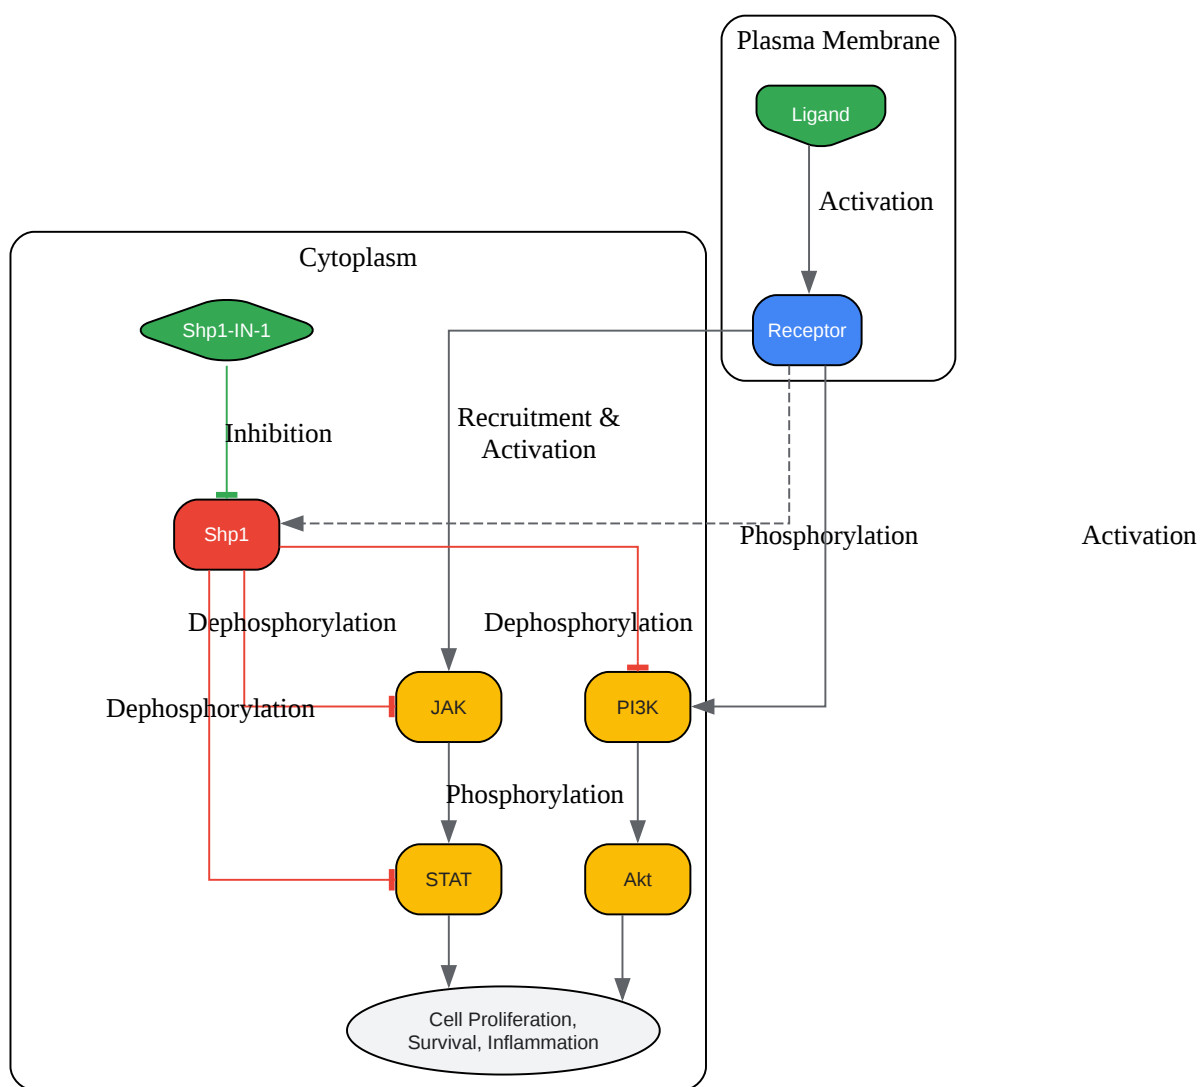 Plasma Membrane
Ligand
Activation
Cytoplasm
Shp1-IN-1
Receptor
Recruitment &
Activation
Inhibition
Shp1
Phosphorylation
Activation
Dephosphorylation
Dephosphorylation
Dephosphorylation
JAK
PI3K
Phosphorylation
STAT
Akt
Cell Proliferation,
Survival, Inflammation